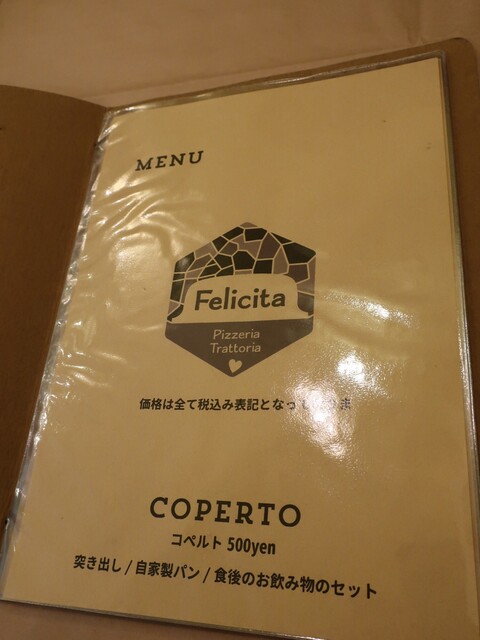 MENU
Felicita
Pizzeria
Trattoria
価格は全て税込み表記となっ
COPERTO
コペルト 500yen
突き出し / 自家製パン / 食後のお飲み物のセット